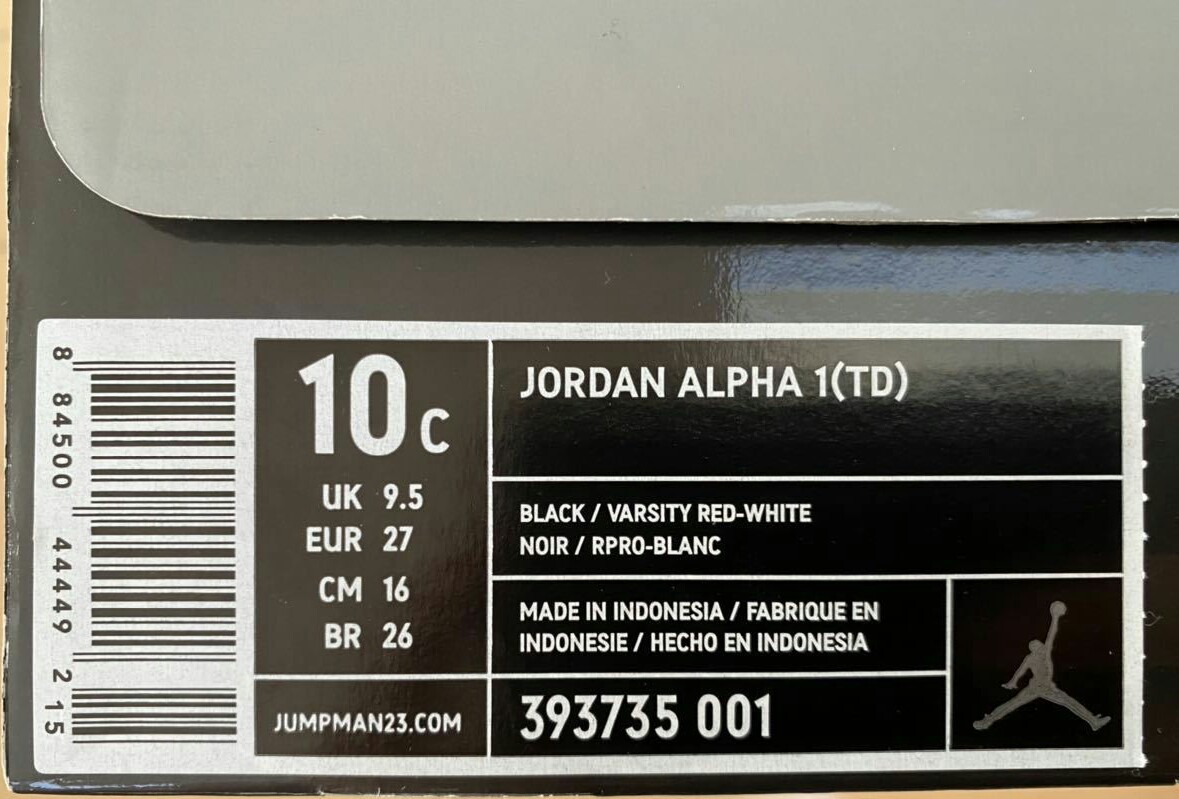 8 84500 44449 2 15
10 C
UK 9.5
EUR 27
CM 16
BR 26
JUMPMAN23.COM
JORDAN ALPHA 1(TD)
BLACK / VARSITY RED-WHITE
NOIR / RPRO-BLANC
MADE IN INDONESIA / FABRIQUE EN
INDONESIE / HECHO EN INDONESIA
393735 001